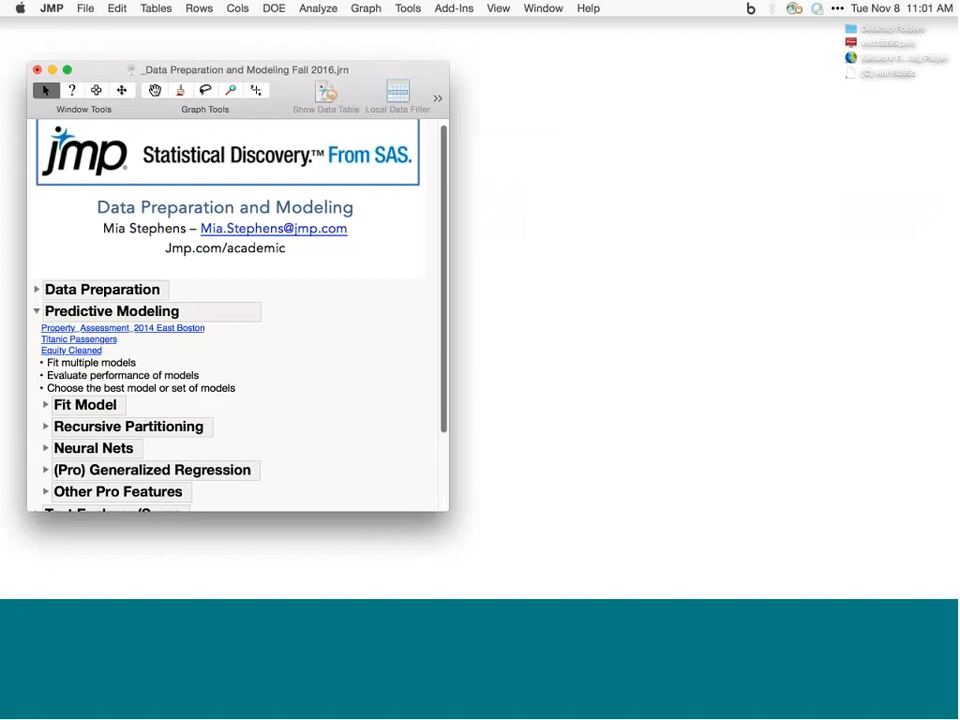 JMP File Edit Tables Rows Cols DOE Analyze Graph Tools Add-Ins View Window Help Tue Nov 8 11:01 AM
Desktop Folders
_Data Preparation and Modeling Fall 2016.jrn
Window Tools Graph Tools Show Data Table Local Data Filter
jmp Statistical Discovery.™ From SAS.
Data Preparation and Modeling
Mia Stephens – Mia.Stephens@jmp.com
Jmp.com/academic
Data Preparation
Predictive Modeling
Property_Assessment_2014 East Boston
Titanic Passengers
Equity Cleaned
• Fit multiple models
• Evaluate performance of models
• Choose the best model or set of models
Fit Model
Recursive Partitioning
Neural Nets
(Pro) Generalized Regression
Other Pro Features